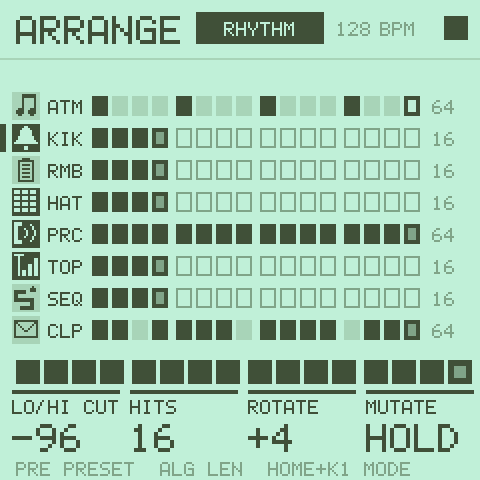 ARRANGE RHYTHM 128 BPM
ATM 64
KIK 16
RMB 16
HAT 16
PRC 64
TOP 16
SEQ 16
CLP 64
LO/HI CUT HITS ROTATE MUTATE
-96 16 +4 HOLD
PRE PRESET ALG LEN HOME+K1 MODE